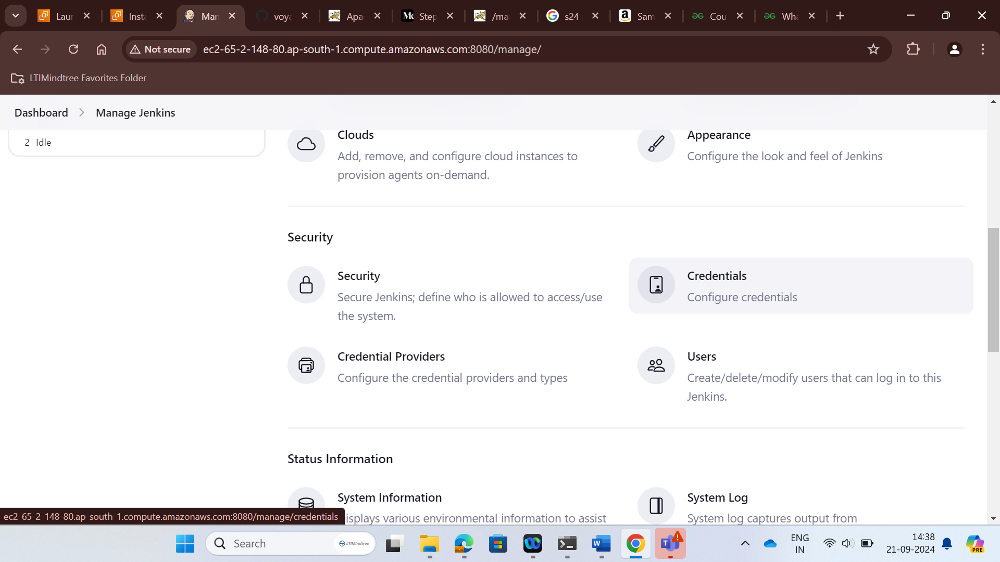 Laun
Insta
Man
voya
Apa
Step
/ma
s24
Sam
Cou
Wha
Not secure
ec2-65-2-148-80.ap-south-1.compute.amazonaws.com:8080/manage/
LTIMindtree Favorites Folder
Dashboard
Manage Jenkins
2 Idle
Clouds
Add, remove, and configure cloud instances to
provision agents on-demand.
Appearance
Configure the look and feel of Jenkins
Security
Security
Secure Jenkins; define who is allowed to access/use
the system.
Credentials
Configure credentials
Credential Providers
Configure the credential providers and types
Users
Create/delete/modify users that can log in to this
Jenkins.
Status Information
System Information
isplays various environmental information to assist
System Log
System log captures output from
ec2-65-2-148-80.ap-south-1.compute.amazonaws.com:8080/manage/credentials
Search
LTIMindtree
ENG
IN
14:38
21-09-2024
PRE